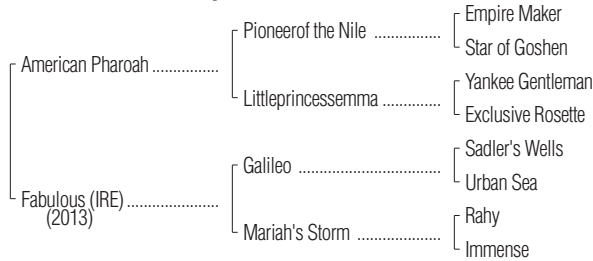 Empire Maker
Pioneerof the Nile ................
Star of Goshen
American Pharoah ................
Yankee Gentleman
Littleprincessemma ..............
Exclusive Rosette
Sadler's Wells
Galileo ..................................
Urban Sea
Fabulous (IRE) ......................
(2013)
Rahy
Mariah's Storm ....................
Immense